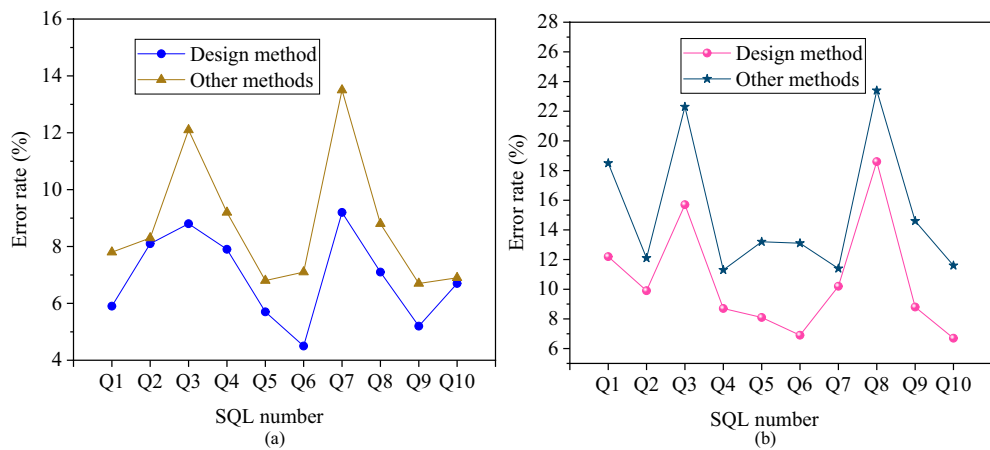 16
14
12
10
8
6
4
Error rate (%)
Design method
Other methods
Q1 Q2 Q3 Q4 Q5 Q6 Q7 Q8 Q9 Q10
SQL number
(a)
28
26
24
22
20
18
16
14
12
10
8
6
Error rate (%)
Design method
Other methods
Q1 Q2 Q3 Q4 Q5 Q6 Q7 Q8 Q9 Q10
SQL number
(b)